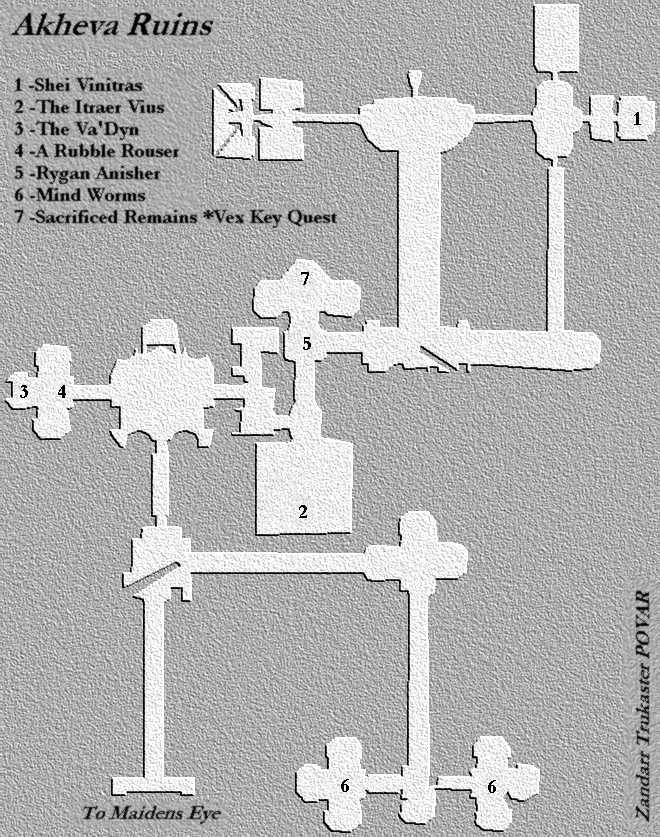 Akheva Ruins
1 -Shei Vinitras
2 -The Itraer Vius
3 -The Va'Dyn
4 -A Rubble Rouser
5 -Rygan Anisher
6 -Mind Worms
7 -Sacrificed Remains *Vex Key Quest
1
7
5
3 4
2
6 6
To Maidens Eye
Zandarr Trukaster POVAR